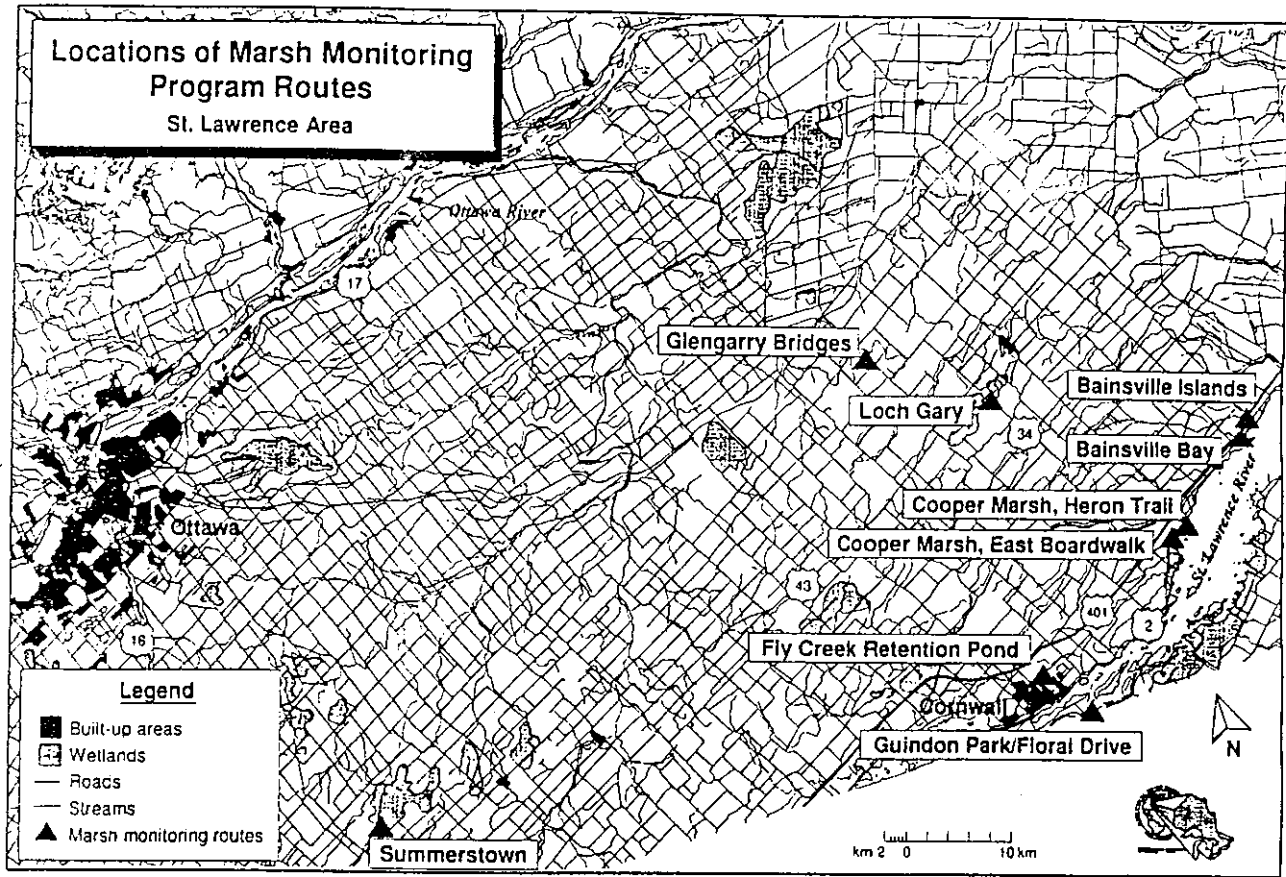 Locations of Marsh Monitoring
Program Routes
St. Lawrence Area
Ottawa River
17
Glengarry Bridges
Loch Gary
34
Bainsville Islands
Bainsville Bay
Cooper Marsh, Heron Trail
Cooper Marsh, East Boardwalk
St. Lawrence River
Ottawa
16
43
401
2
Fly Creek Retention Pond
Cornwall
Guindon Park/Floral Drive
N
Legend
Built-up areas
Wetlands
Roads
Streams
Marsh monitoring routes
Summerstown
km 2 0 10 km